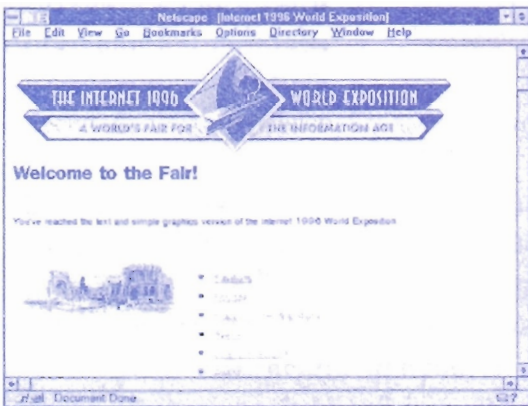 Netscape [Internet 1996 World Exposition]
File Edit View Go Bookmarks Options Directory Window Help
THE INTERNET 1996 WORLD EXPOSITION
A WORLD'S FAIR FOR THE INFORMATION AGE
Welcome to the Fair!
You've reached the text and simple graphics version of the Internet 1996 World Exposition
Document Done